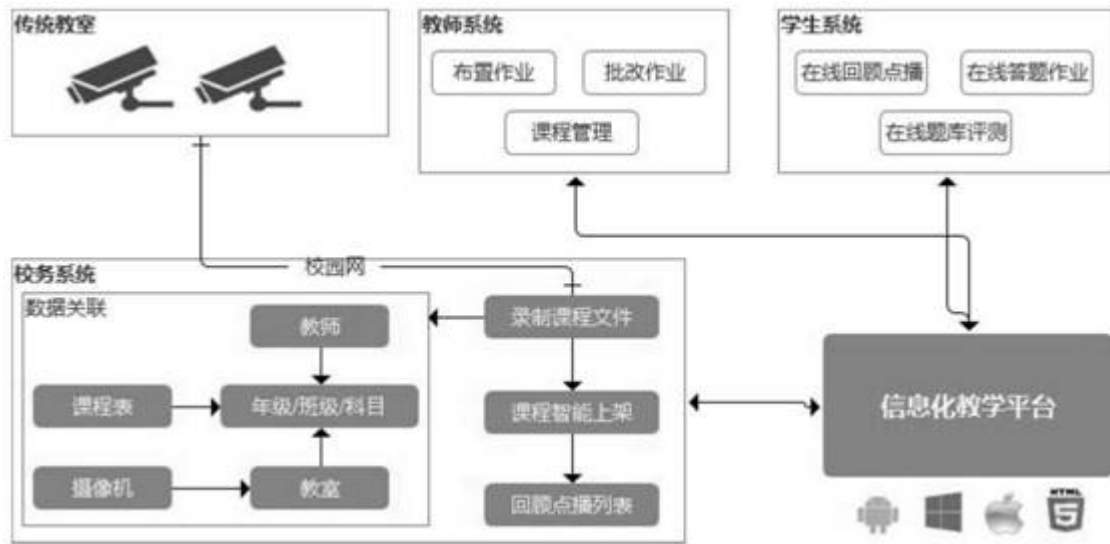 传统教室
教师系统
布置作业
批改作业
课程管理
学生系统
在线回顾点播
在线答题作业
在线题库评测
校园网
校务系统
数据关联
教师
课程表
年级/班级/科目
摄像机
教室
录制课程文件
课程智能上架
回顾点播列表
信息化教学平台
HTML
5